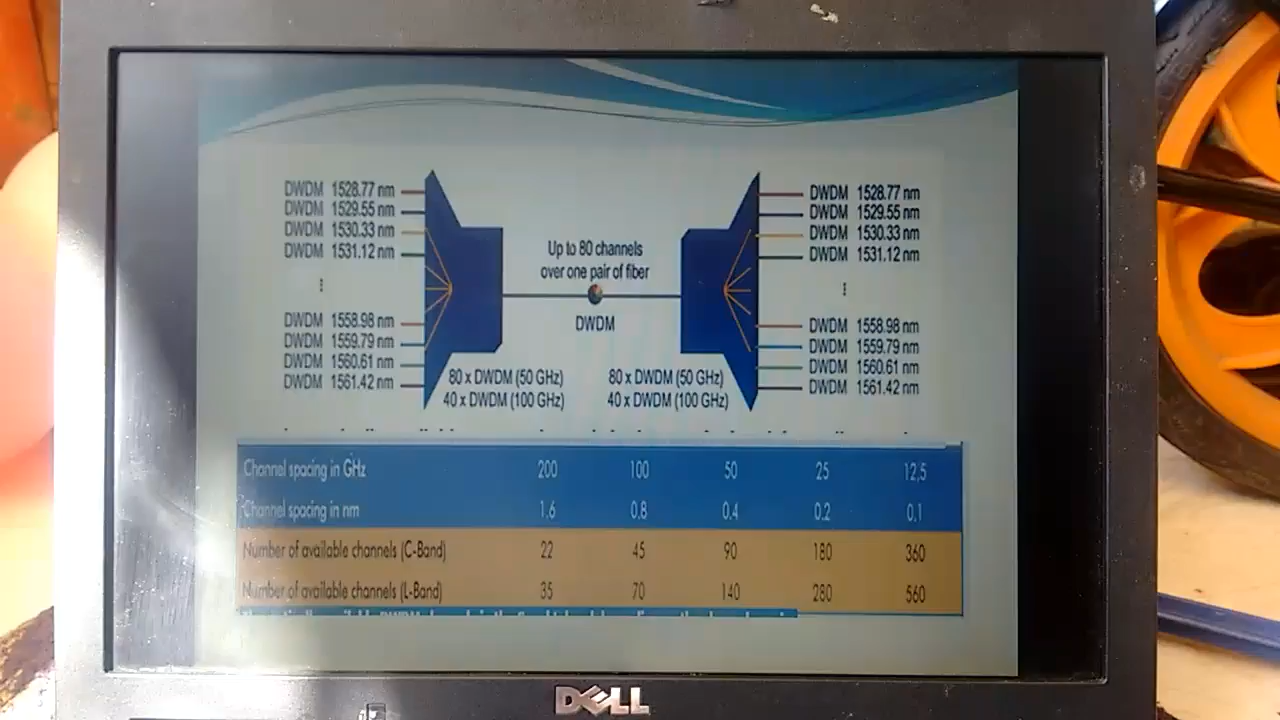 DWDM 1528.77 nm
DWDM 1529.55 nm
DWDM 1530.33 nm
DWDM 1531.12 nm
DWDM 1558.98 nm
DWDM 1559.79 nm
DWDM 1560.61 nm
DWDM 1561.42 nm
Up to 80 channels
over one pair of fiber
DWDM
80 x DWDM (50 GHz)
40 x DWDM (100 GHz)
80 x DWDM (50 GHz)
40 x DWDM (100 GHz)
DWDM 1528.77 nm
DWDM 1529.55 nm
DWDM 1530.33 nm
DWDM 1531.12 nm
DWDM 1558.98 nm
DWDM 1559.79 nm
DWDM 1560.61 nm
DWDM 1561.42 nm
Channel spacing in GHz 200 100 50 25 12,5
Channel spacing in nm 1.6 0.8 0.4 0.2 0.1
Number of available channels (C-Band) 22 45 90 180 360
Number of available channels (L-Band) 35 70 140 280 560
DELL